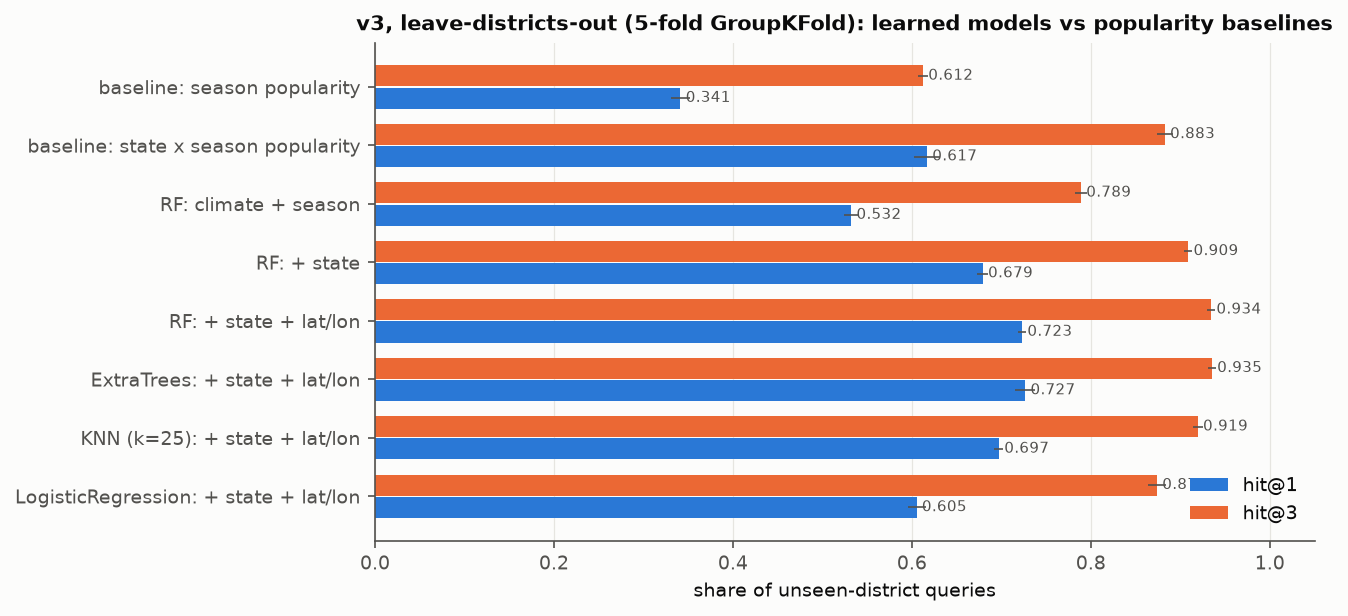 v3, leave-districts-out (5-fold GroupKFold): learned models vs popularity baselines
baseline: season popularity
0.612
0.341
baseline: state x season popularity
0.883
0.617
RF: climate + season
0.789
0.532
RF: + state
0.909
0.679
RF: + state + lat/lon
0.934
0.723
ExtraTrees: + state + lat/lon
0.935
0.727
KNN (k=25): + state + lat/lon
0.919
0.697
LogisticRegression: + state + lat/lon
0.605
hit@1
hit@3
0.0 0.2 0.4 0.6 0.8 1.0
share of unseen-district queries